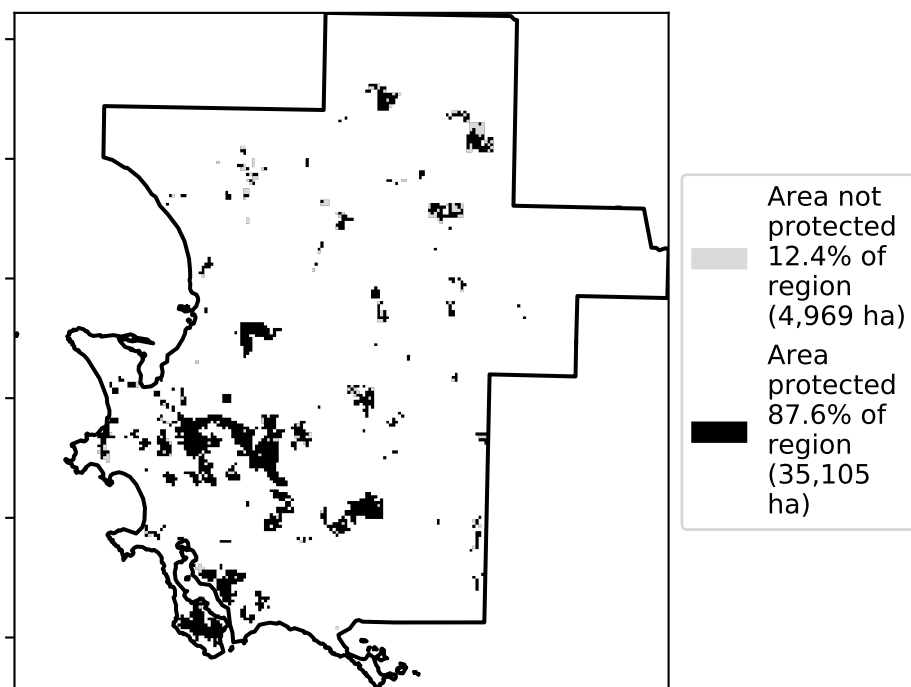 Area not
protected
12.4% of
region
(4,969 ha)
Area
protected
87.6% of
region
(35,105
ha)